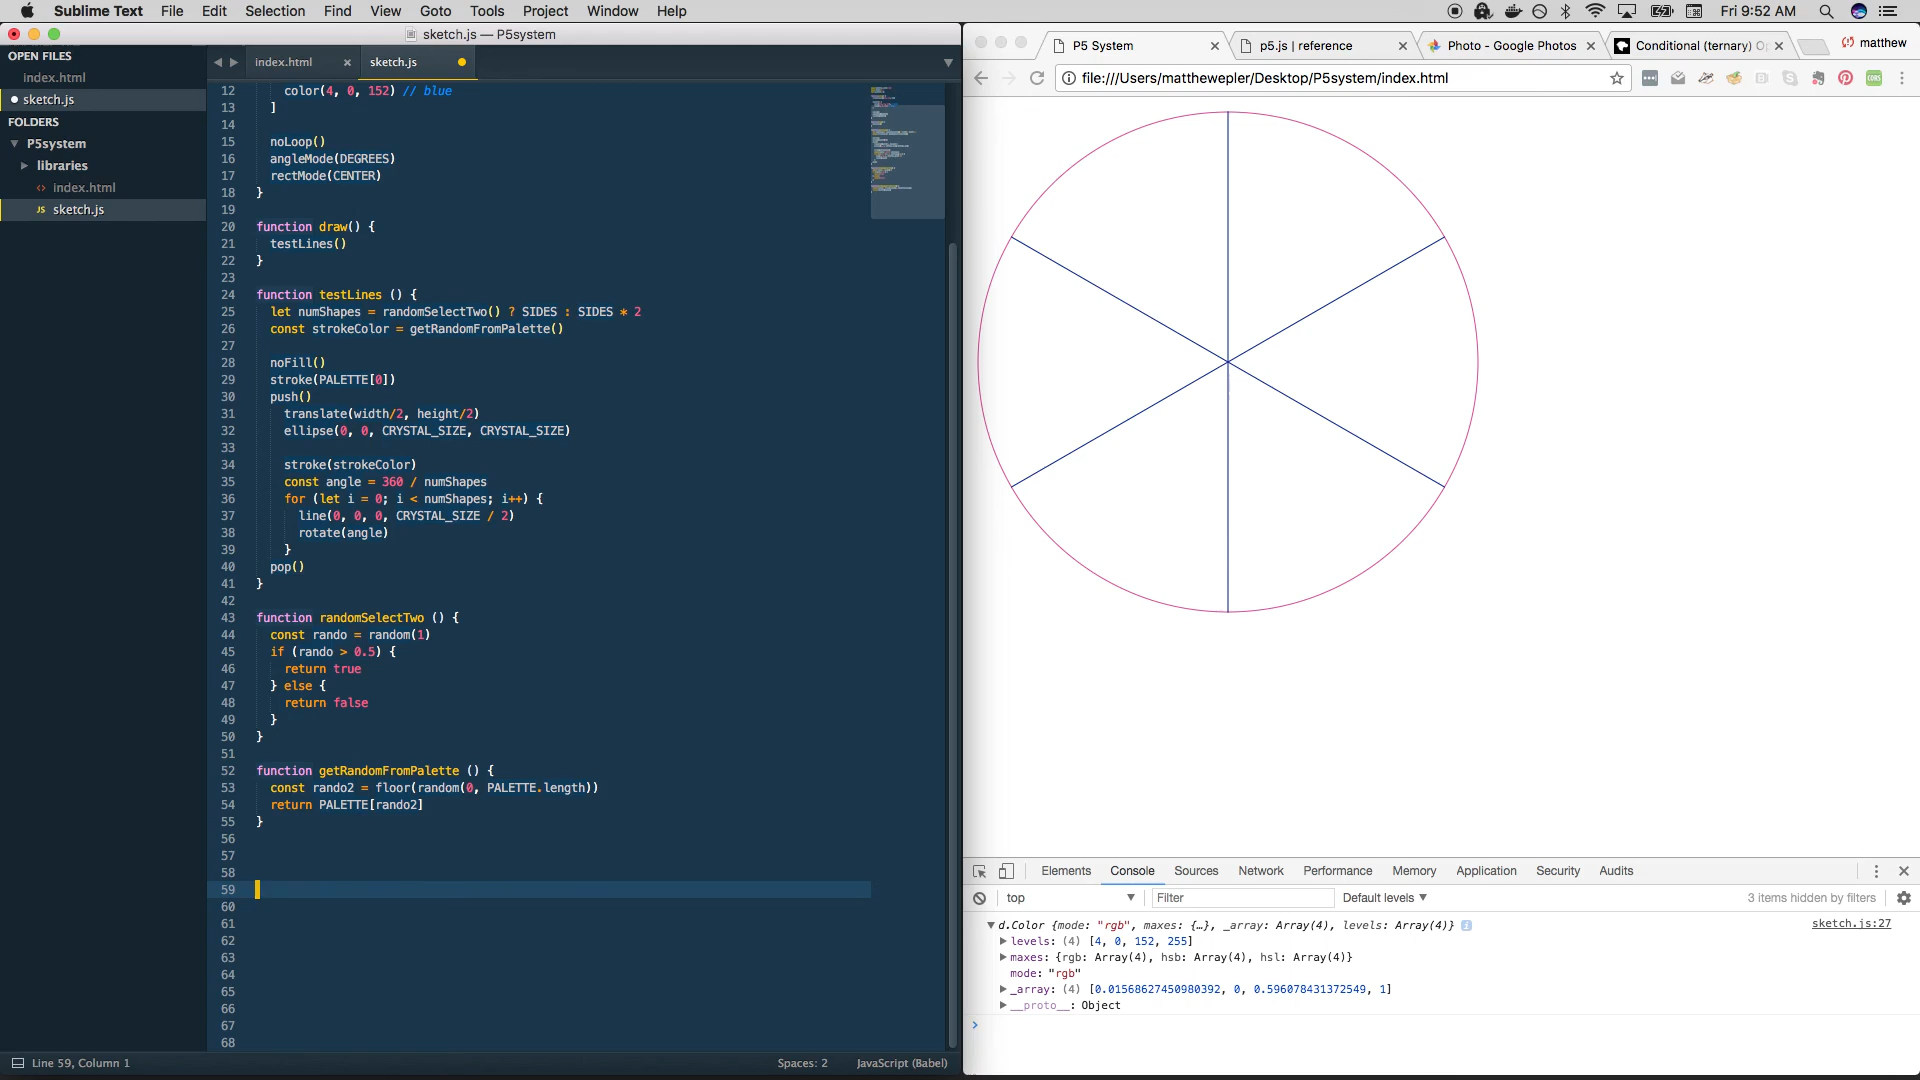 Sublime Text File Edit Selection Find View Goto Tools Project Window Help Fri 9:52 AM
sketch.js — P5system
OPEN FILES
index.html
sketch.js
FOLDERS
P5system
libraries
<> index.html
JS sketch.js
index.html × sketch.js
12 color(4, 0, 152) // blue
13 ]
14
15 noLoop()
16 angleMode(DEGREES)
17 rectMode(CENTER)
18 }
19
20 function draw() {
21 testLines()
22 }
23
24 function testLines () {
25 let numShapes = randomSelectTwo() ? SIDES : SIDES * 2
26 const strokeColor = getRandomFromPalette()
27
28 noFill()
29 stroke(PALETTE[0])
30 push()
31 translate(width/2, height/2)
32 ellipse(0, 0, CRYSTAL_SIZE, CRYSTAL_SIZE)
33
34 stroke(strokeColor)
35 const angle = 360 / numShapes
36 for (let i = 0; i < numShapes; i++) {
37 line(0, 0, 0, CRYSTAL_SIZE / 2)
38 rotate(angle)
39 }
40 pop()
41 }
42
43 function randomSelectTwo () {
44 const rando = random(1)
45 if (rando > 0.5) {
46 return true
47 } else {
48 return false
49 }
50 }
51
52 function getRandomFromPalette () {
53 const rando2 = floor(random(0, PALETTE.length))
54 return PALETTE[rando2]
55 }
56
57
58
59
60
61
62
63
64
65
66
67
68
Line 59, Column 1 Spaces: 2 JavaScript (Babel)
P5 System × p5.js | reference × Photo - Google Photos × Conditional (ternary) × matthew
file:///Users/matthewepler/Desktop/P5system/index.html
Elements Console Sources Network Performance Memory Application Security Audits
top Filter Default levels 3 items hidden by filters
d.Color {mode: "rgb", maxes: {…}, _array: Array(4), levels: Array(4)} sketch.js:27
levels: (4) [4, 0, 152, 255]
maxes: {rgb: Array(4), hsb: Array(4), hsl: Array(4)}
mode: "rgb"
_array: (4) [0.01568627450980392, 0, 0.596078431372549, 1]
__proto__: Object